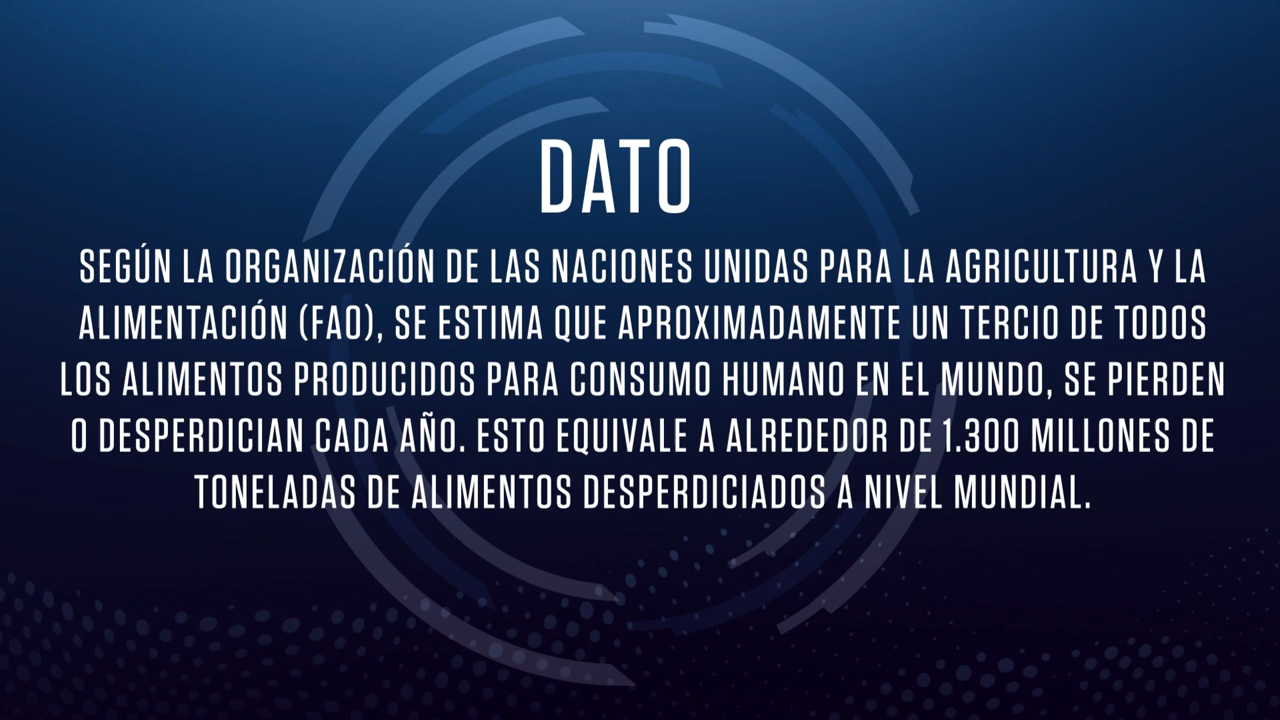 DATO
SEGÚN LA ORGANIZACIÓN DE LAS NACIONES UNIDAS PARA LA AGRICULTURA Y LA
ALIMENTACIÓN (FAO), SE ESTIMA QUE APROXIMADAMENTE UN TERCIO DE TODOS
LOS ALIMENTOS PRODUCIDOS PARA CONSUMO HUMANO EN EL MUNDO, SE PIERDEN
O DESPERDICIAN CADA AÑO. ESTO EQUIVALE A ALREDEDOR DE 1.300 MILLONES DE
TONELADAS DE ALIMENTOS DESPERDICIADOS A NIVEL MUNDIAL.